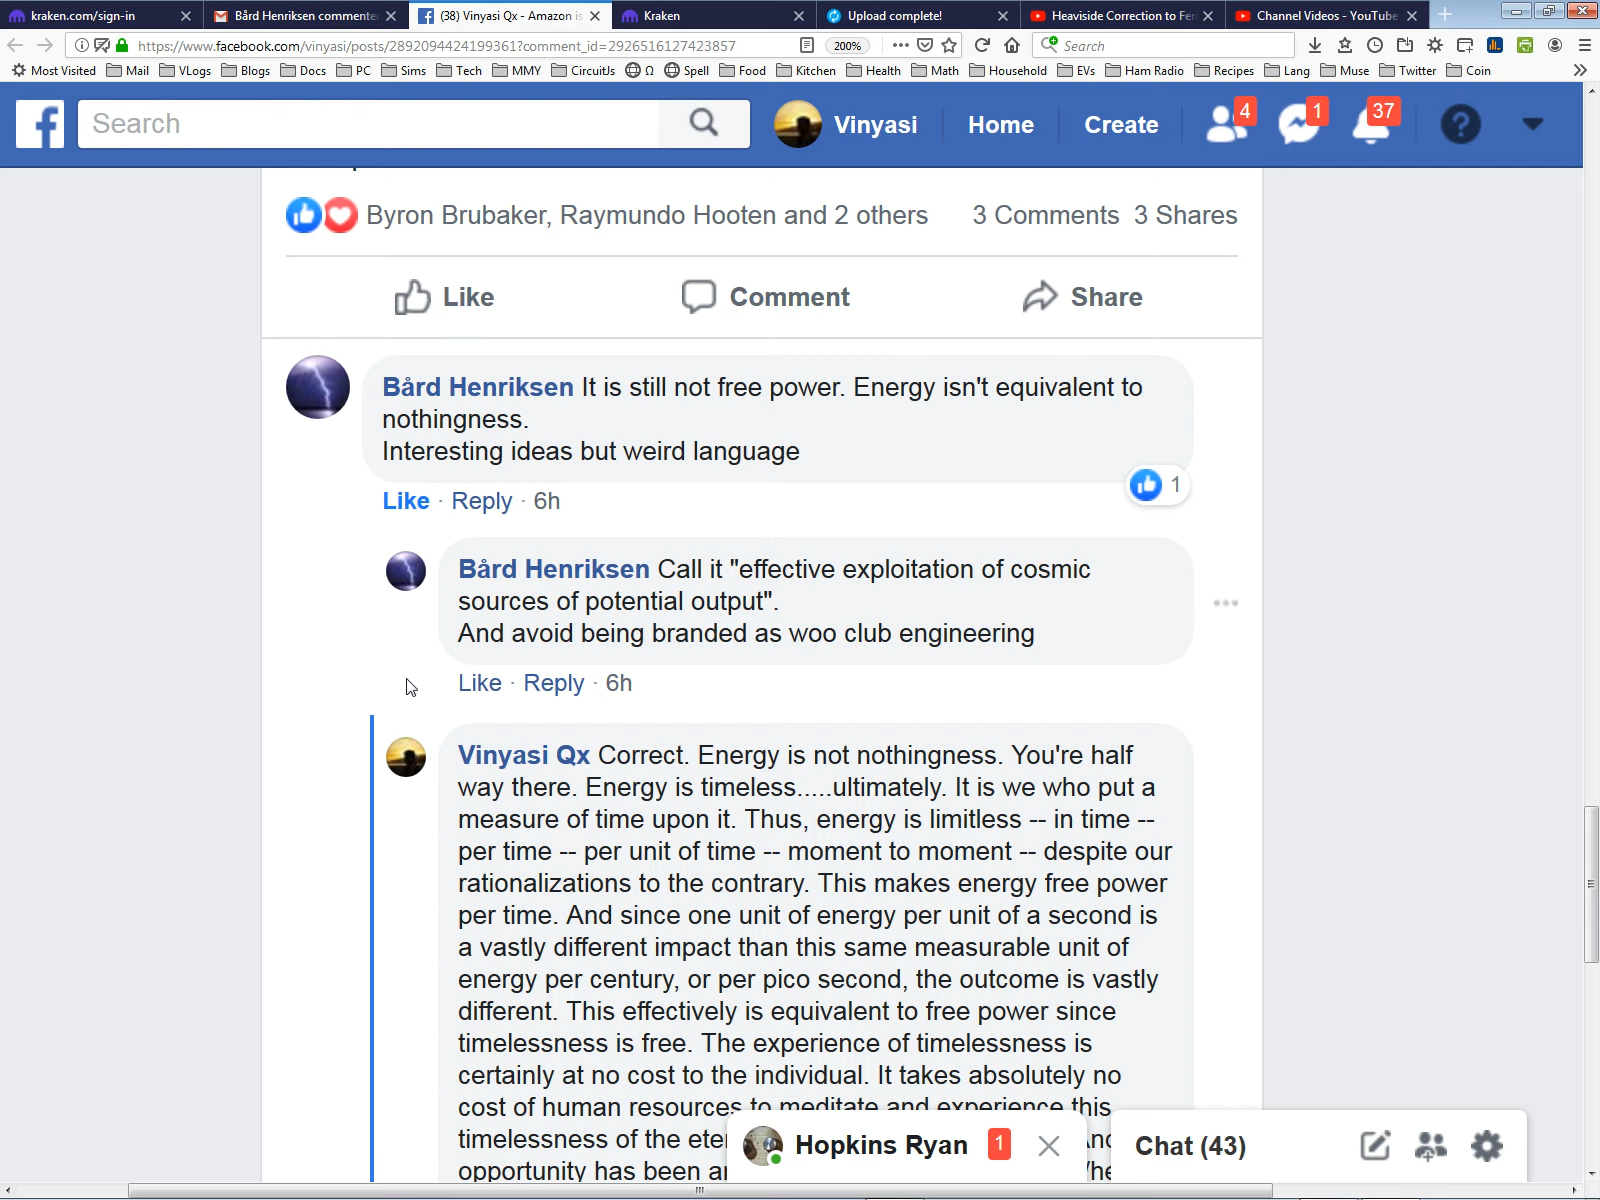 kraken.com/sign-in
Bård Henriksen commente
(38) Vinyasi Qx - Amazon is
Kraken
Upload complete!
Heaviside Correction to Fer
Channel Videos - YouTube
https://www.facebook.com/vinyasi/posts/2892094424199361?comment_id=2926516127423857
200%
Search
Most Visited Mail VLogs Blogs Docs PC Sims Tech MMY CircuitJs Ω Spell Food Kitchen Health Math Household EVs Ham Radio Recipes Lang Muse Twitter Coin
Search
Vinyasi
Home
Create
4
1
37
Byron Brubaker, Raymundo Hooten and 2 others 3 Comments 3 Shares
Like Comment Share
Bård Henriksen It is still not free power. Energy isn't equivalent to
nothingness.
Interesting ideas but weird language
1
Like · Reply · 6h
Bård Henriksen Call it "effective exploitation of cosmic
sources of potential output".
And avoid being branded as woo club engineering
Like · Reply · 6h
Vinyasi Qx Correct. Energy is not nothingness. You're half
way there. Energy is timeless.....ultimately. It is we who put a
measure of time upon it. Thus, energy is limitless -- in time --
per time -- per unit of time -- moment to moment -- despite our
rationalizations to the contrary. This makes energy free power
per time. And since one unit of energy per unit of a second is
a vastly different impact than this same measurable unit of
energy per century, or per pico second, the outcome is vastly
different. This effectively is equivalent to free power since
timelessness is free. The experience of timelessness is
certainly at no cost to the individual. It takes absolutely no
cost of human resources to meditate and experience this
timelessness of the
opportunity has been
Hopkins Ryan 1
Chat (43)